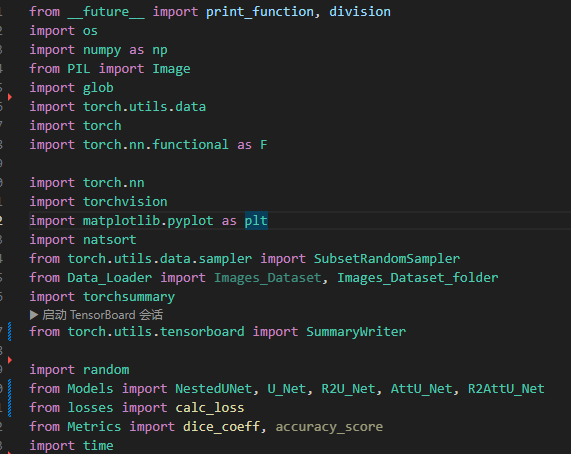 from __future__ import print_function, division
import os
import numpy as np
from PIL import Image
import glob
import torch.utils.data
import torch
import torch.nn.functional as F
import torch.nn
import torchvision
import matplotlib.pyplot as plt
import natsort
from torch.utils.data.sampler import SubsetRandomSampler
from Data_Loader import Images_Dataset, Images_Dataset_folder
import torchsummary
▶ 启动 TensorBoard 会话
from torch.utils.tensorboard import SummaryWriter
import random
from Models import NestedUNet, U_Net, R2U_Net, AttU_Net, R2AttU_Net
from losses import calc_loss
from Metrics import dice_coeff, accuracy_score
import time